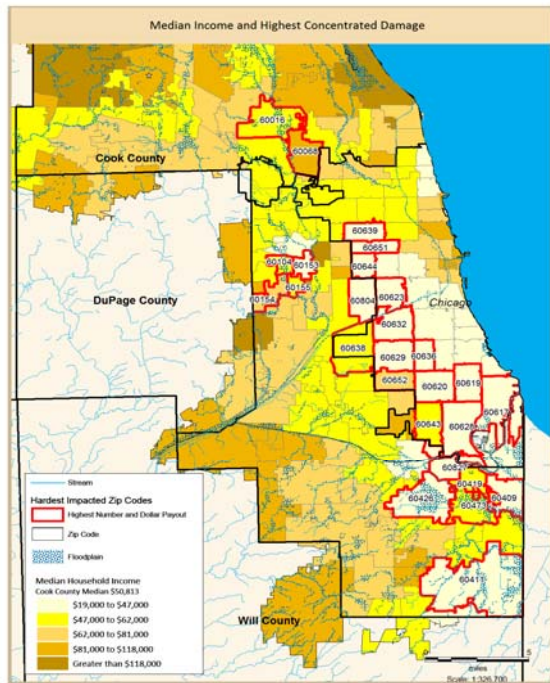 Median Income and Highest Concentrated Damage
60016
60068
Cook County
60639
60651
60104
60153
60644
60155
60154
60804
60623
Chicago
DuPage County
60632
60638
60629
60636
60652
60620
60619
60617
60643
60628
60827
60419
60426
60473
60409
60411
Will County
Stream
Hardest Impacted Zip Codes
Highest Number and Dollar Payout
Zip Code
Floodplain
Median Household Income
Cook County Median $50,813
$19,000 to $47,000
$47,000 to $62,000
$62,000 to $81,000
$81,000 to $118,000
Greater than $118,000
0
5
Miles
Scale: 1:326,700